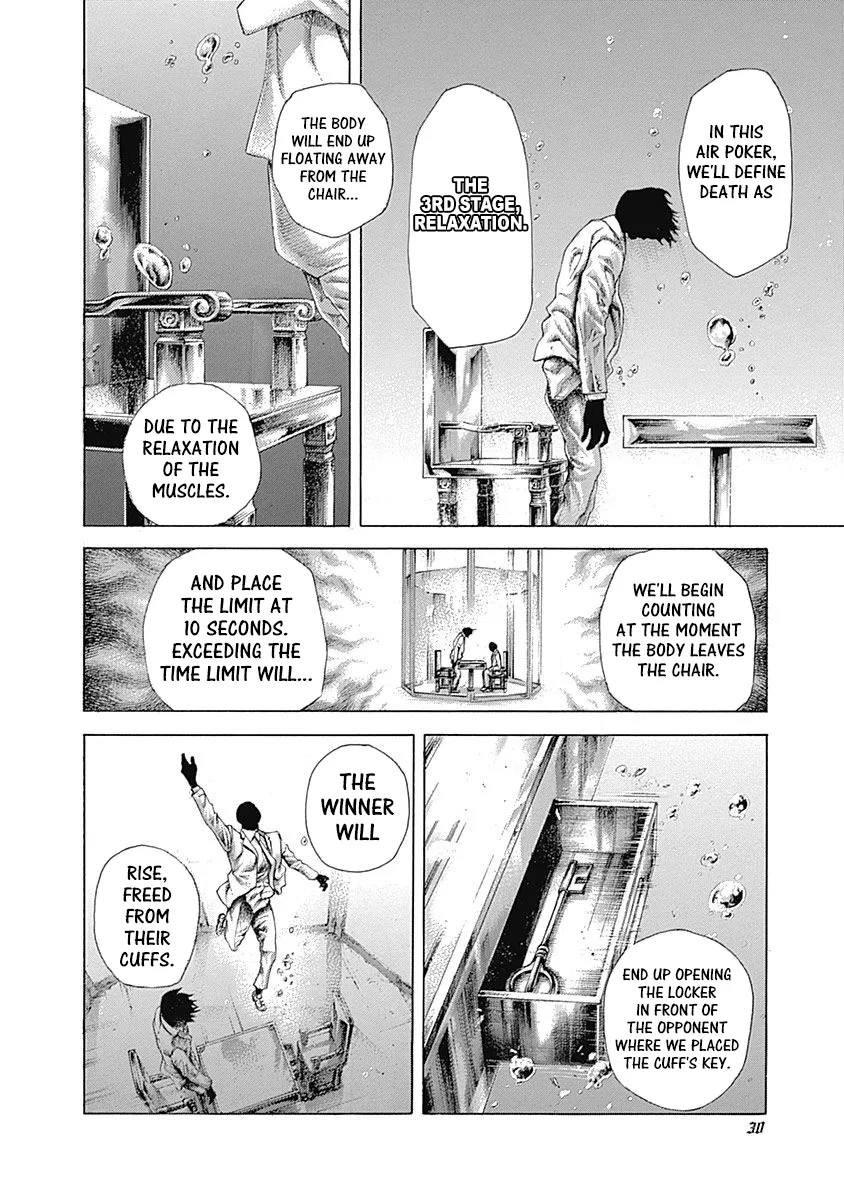 IN THIS
AIR POKER,
WE'LL DEFINE
DEATH AS
THE
3RD STAGE,
RELAXATION.
THE BODY
WILL END UP
FLOATING AWAY
FROM THE
CHAIR...
DUE TO THE
RELAXATION
OF THE
MUSCLES.
WE'LL BEGIN
COUNTING
AT THE MOMENT
THE BODY LEAVES
THE CHAIR.
AND PLACE
THE LIMIT AT
10 SECONDS.
EXCEEDING THE
TIME LIMIT WILL...
END UP OPENING
THE LOCKER
IN FRONT OF
THE OPPONENT
WHERE WE PLACED
THE CUFF'S KEY.
THE
WINNER
WILL
RISE,
FREED
FROM
THEIR
CUFFS.
30